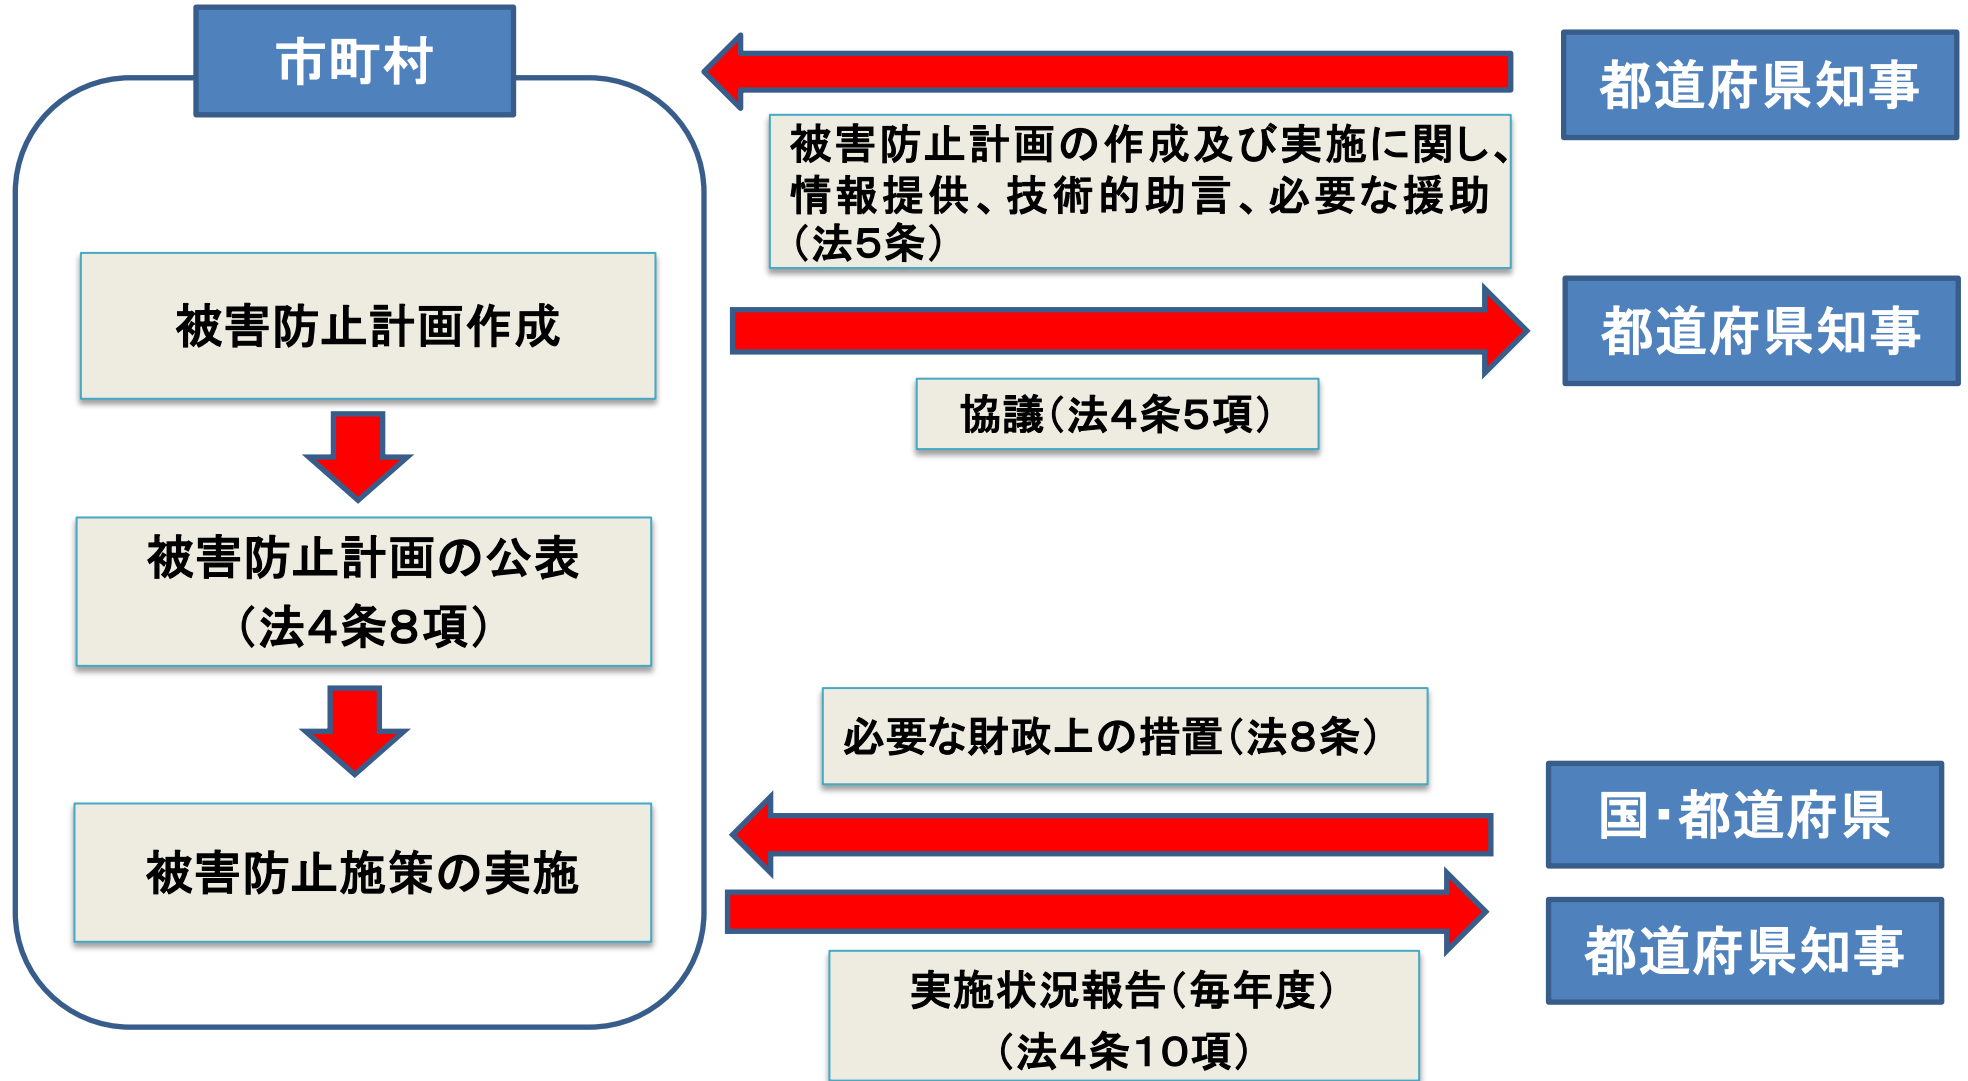 市町村
都道府県知事
被害防止計画の作成及び実施に関し、
情報提供、技術的助言、必要な援助
（法５条）
被害防止計画作成
都道府県知事
協議（法４条５項）
被害防止計画の公表
（法４条８項）
必要な財政上の措置（法８条）
国・都道府県
被害防止施策の実施
都道府県知事
実施状況報告（毎年度）
（法４条１０項）